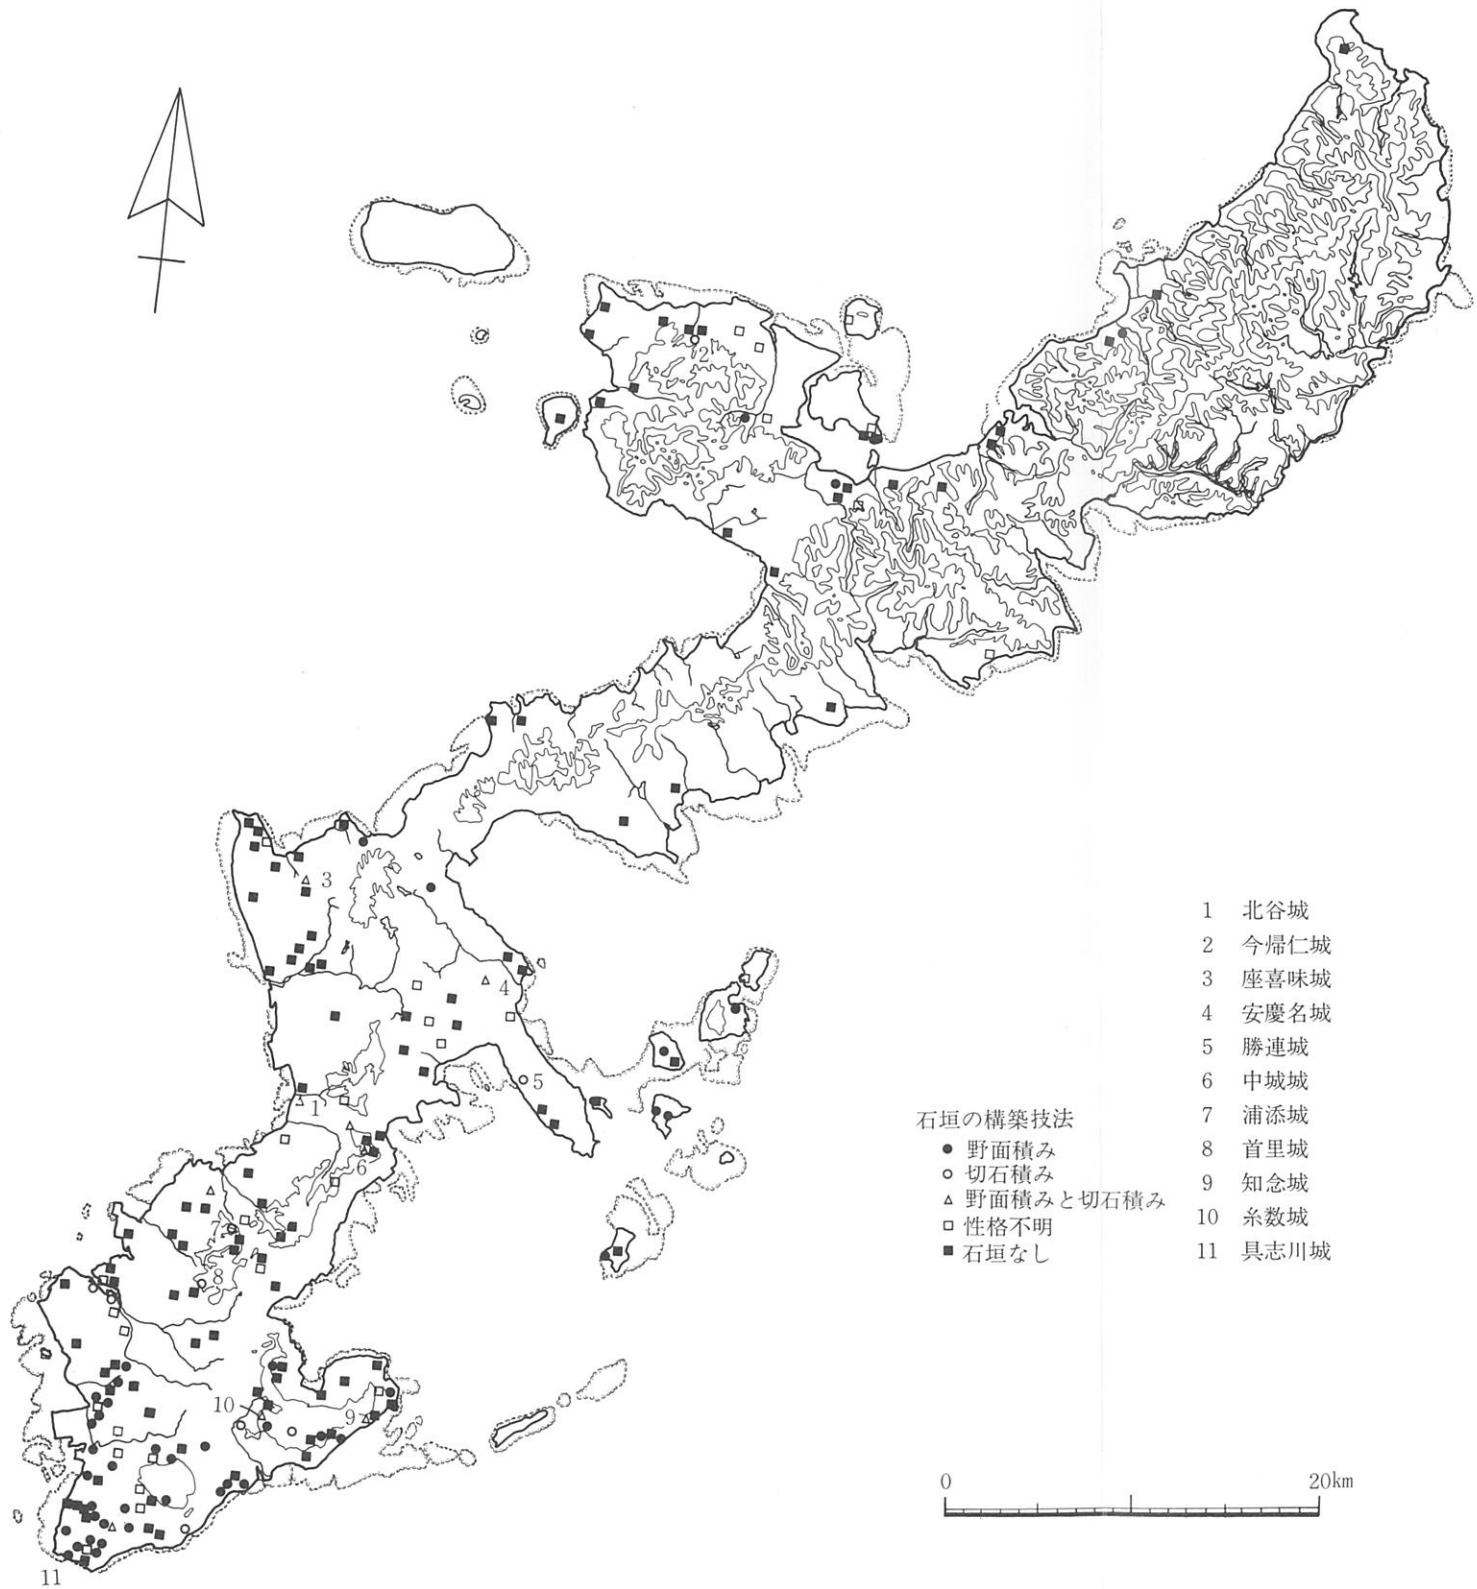 2
3
4
5
1
6
7
8
10
9
11
1 北谷城
2 今帰仁城
3 座喜味城
4 安慶名城
5 勝連城
6 中城城
7 浦添城
8 首里城
9 知念城
10 糸数城
11 具志川城
石垣の構築技法
● 野面積み
○ 切石積み
△ 野面積みと切石積み
□ 性格不明
■ 石垣なし
0 20km